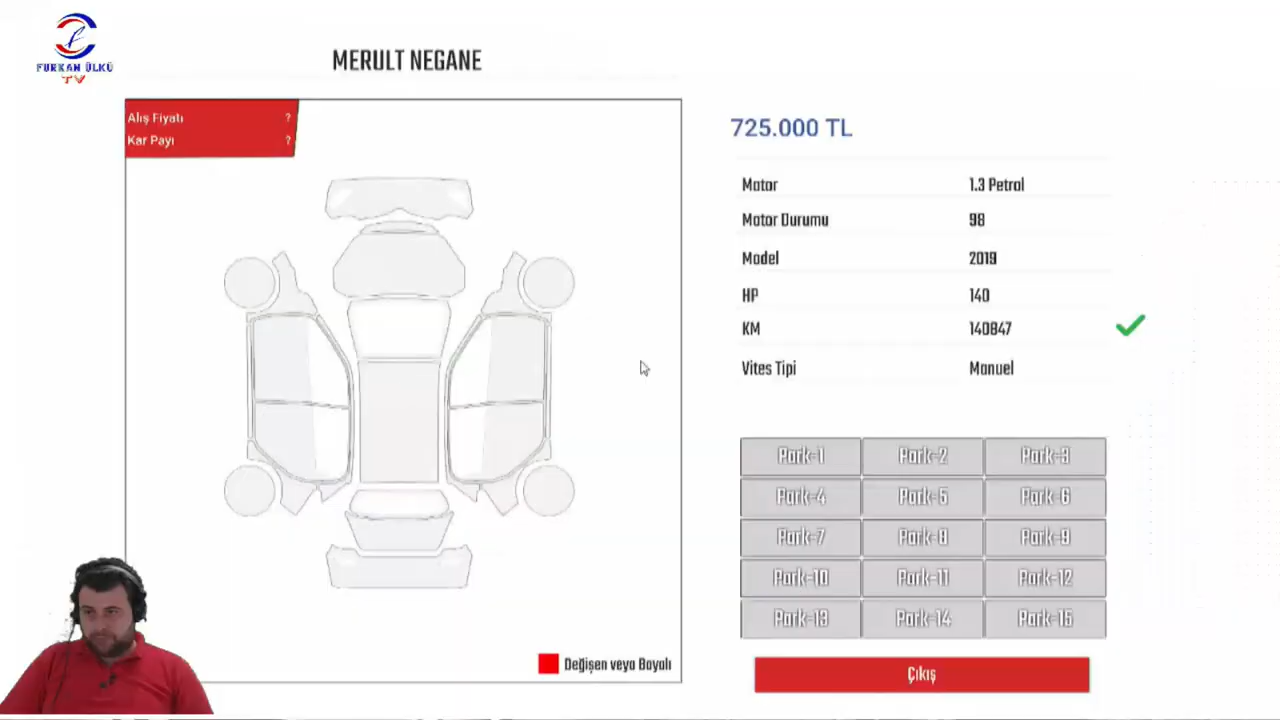 FURKAN ÜLKÜ
TV
MERULT NEGANE
Alış Fiyatı ?
Kar Payı ?
725.000 TL
Motor 1.3 Petrol
Motor Durumu 98
Model 2019
HP 140
KM 140847
Vites Tipi Manuel
Park-1 Park-2 Park-3
Park-4 Park-5 Park-6
Park-7 Park-8 Park-9
Park-10 Park-11 Park-12
Park-13 Park-14 Park-15
Değişen veya Boyalı
Çıkış